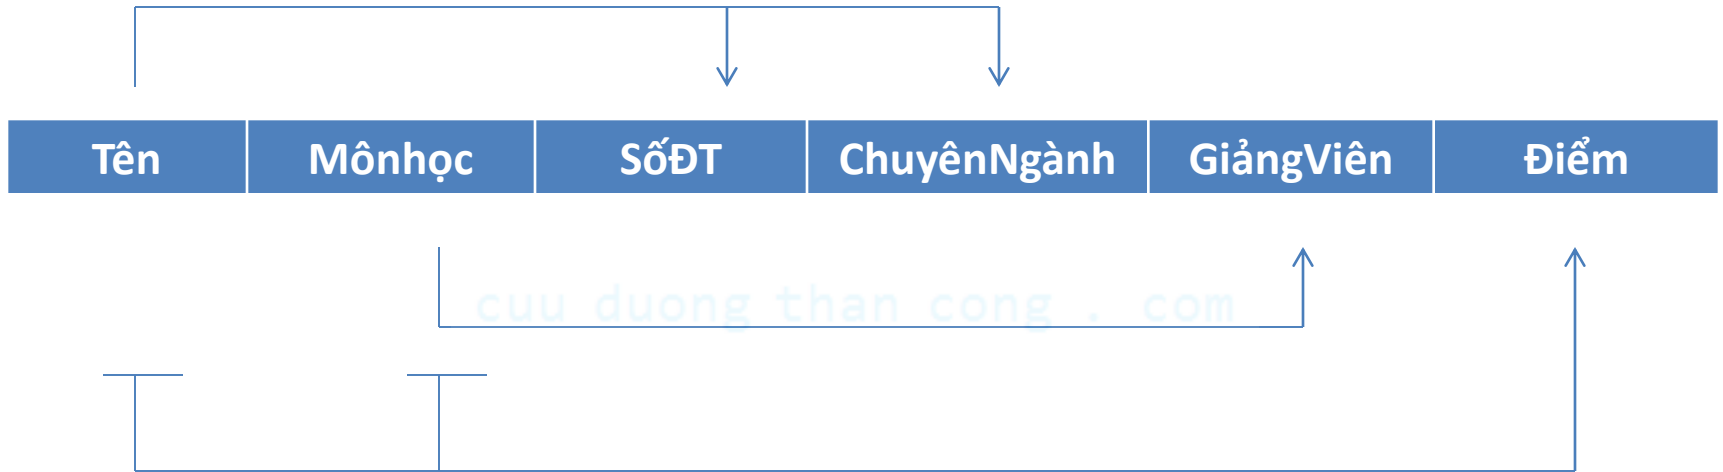 Tên Mônhọc SốĐT ChuyênNgành GiảngViên Điểm
cuu duong than cong . com